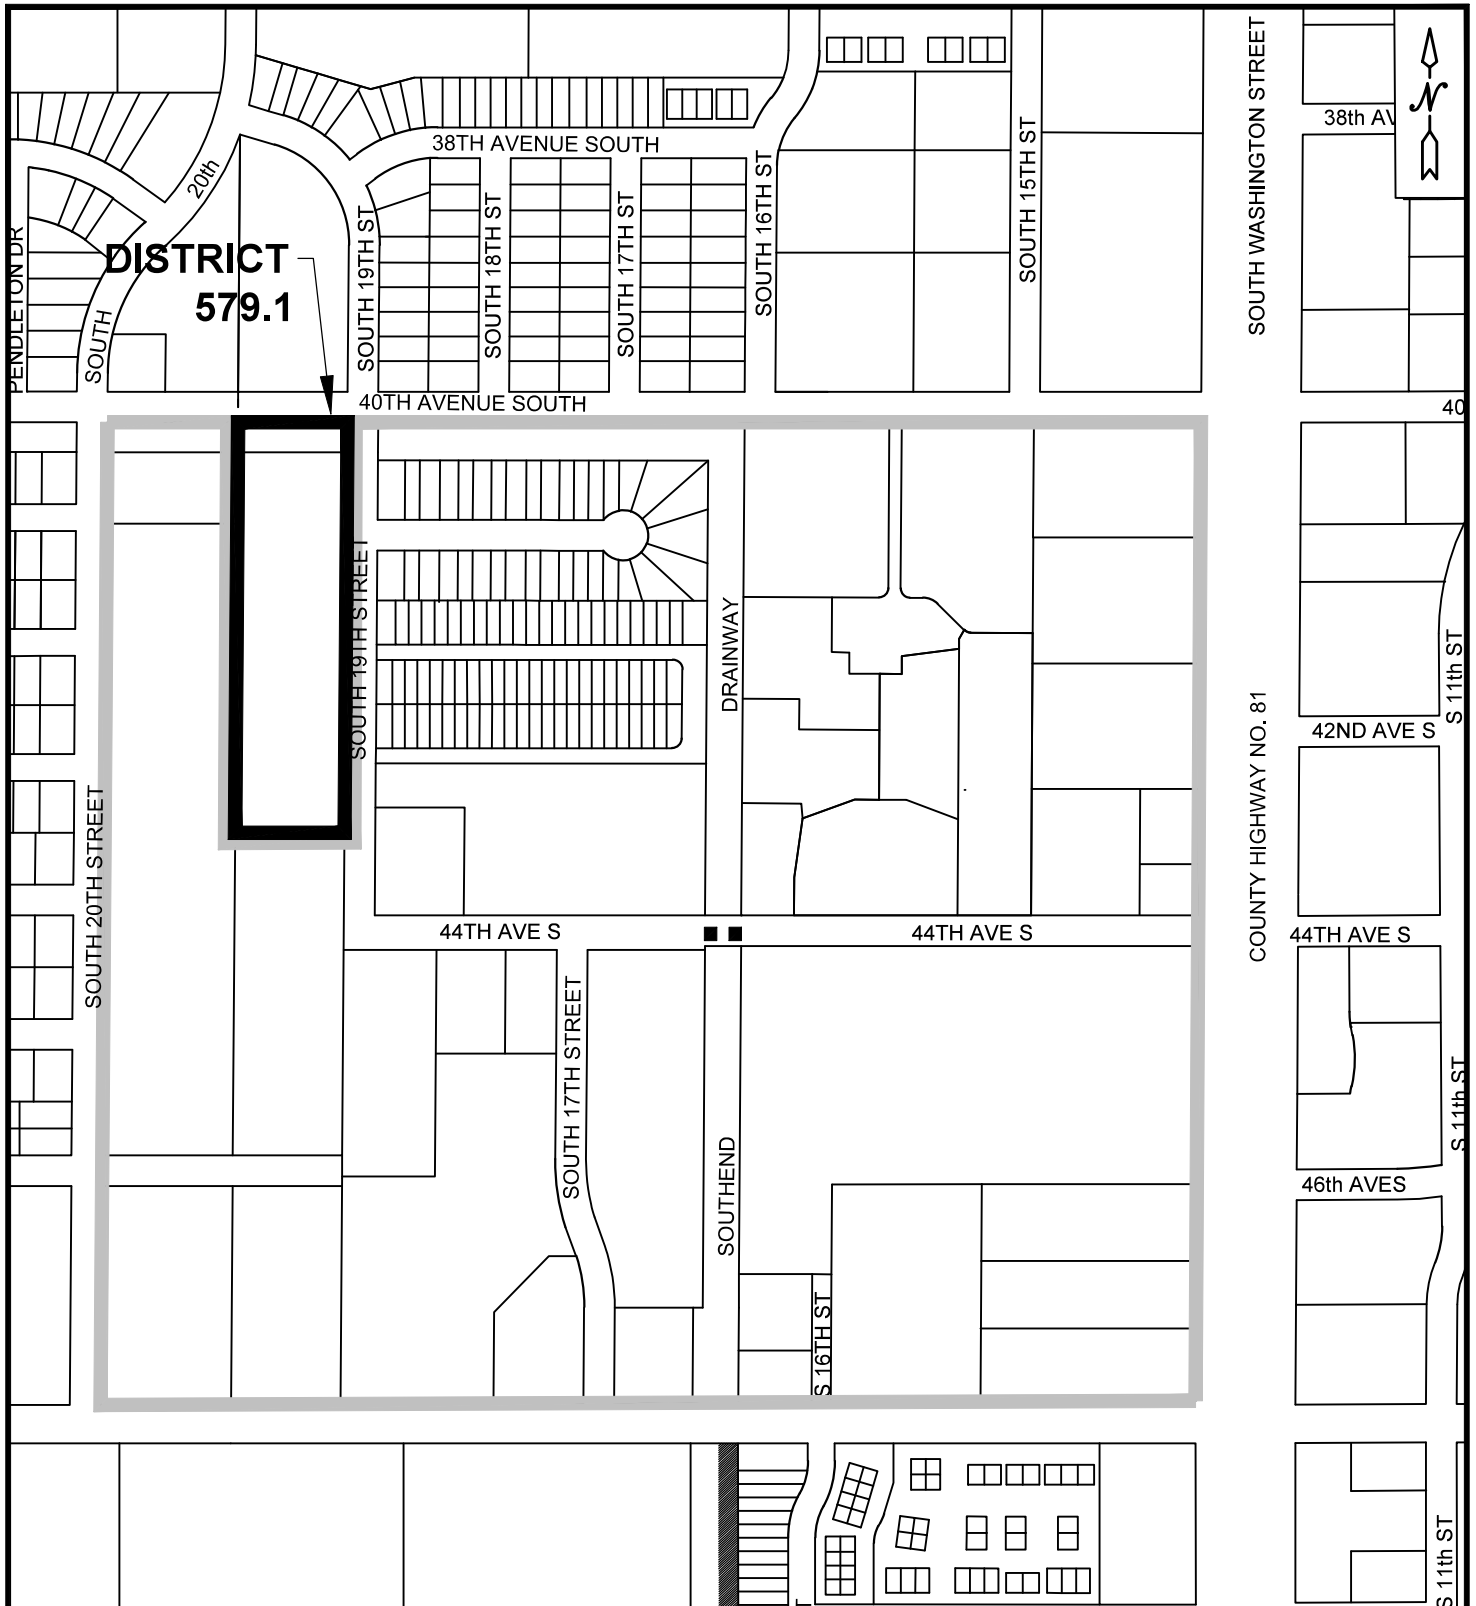 38TH AVENUE SOUTH
38th AV
N
20th
SOUTH
PENDLETON DR
DISTRICT
579.1
SOUTH 19TH ST
SOUTH 18TH ST
SOUTH 17TH ST
SOUTH 16TH ST
SOUTH 15TH ST
SOUTH WASHINGTON STREET
40TH AVENUE SOUTH
40
SOUTH 19TH STREET
DRAINWAY
S 11th ST
42ND AVE S
COUNTY HIGHWAY NO. 81
SOUTH 20TH STREET
44TH AVE S
44TH AVE S
44TH AVE S
SOUTH 17TH STREET
SOUTHEND
S 11th ST
46th AVES
S 16TH ST
S 11th ST